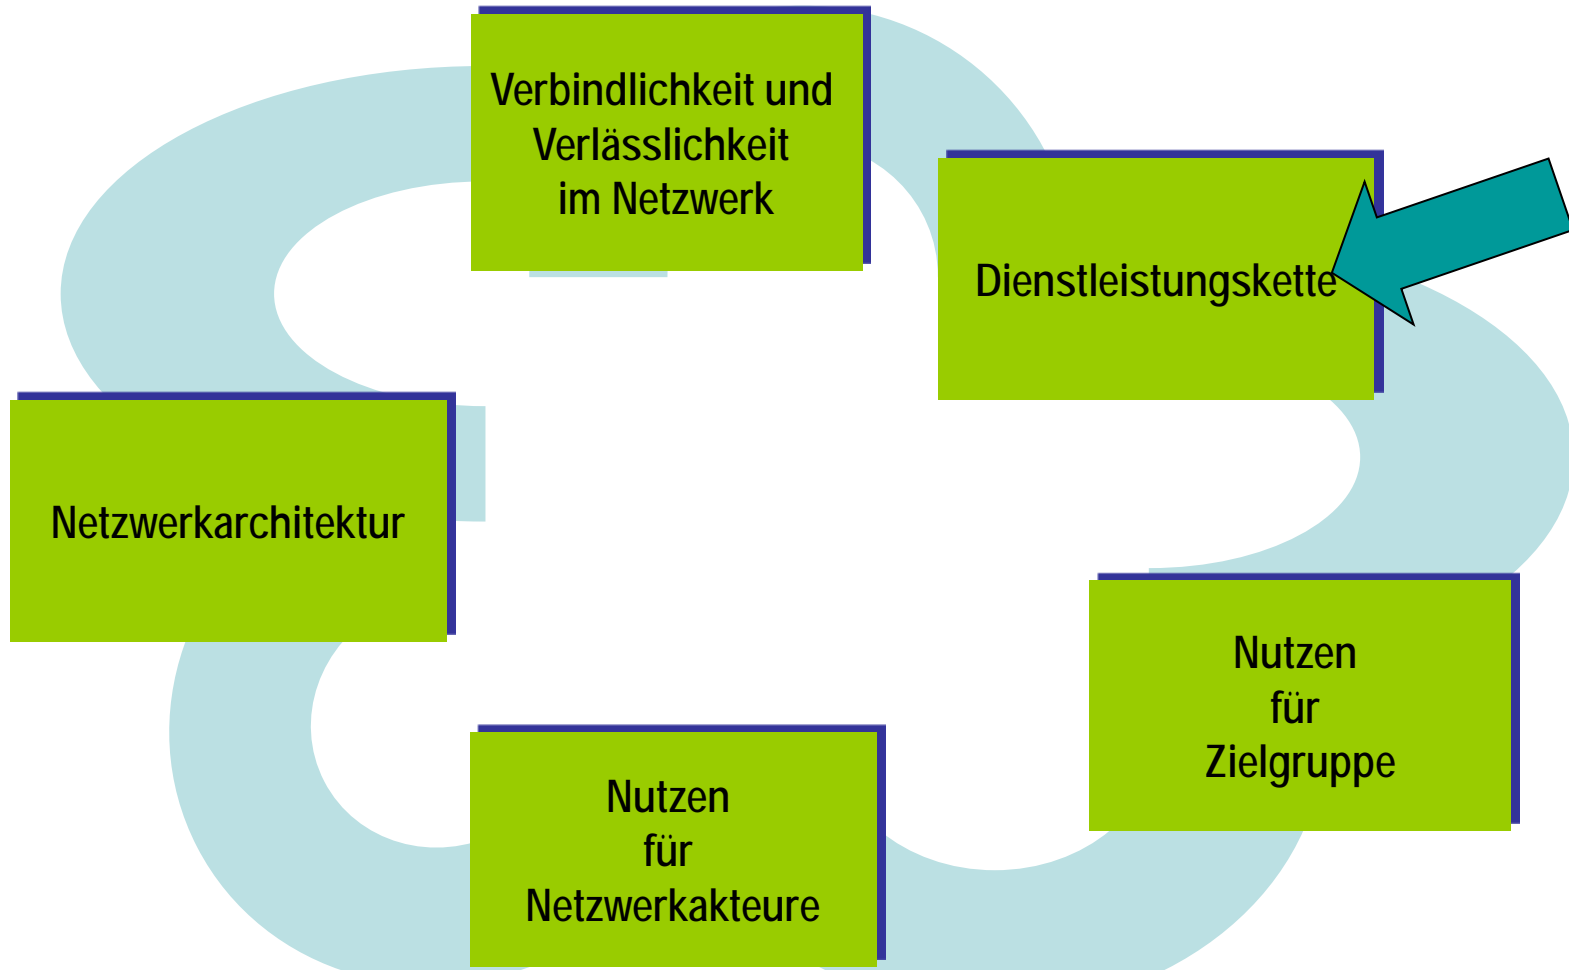 Verbindlichkeit und
Verlässlichkeit
im Netzwerk
Dienstleistungskette
Netzwerkarchitektur
Nutzen
für
Zielgruppe
Nutzen
für
Netzwerkakteure